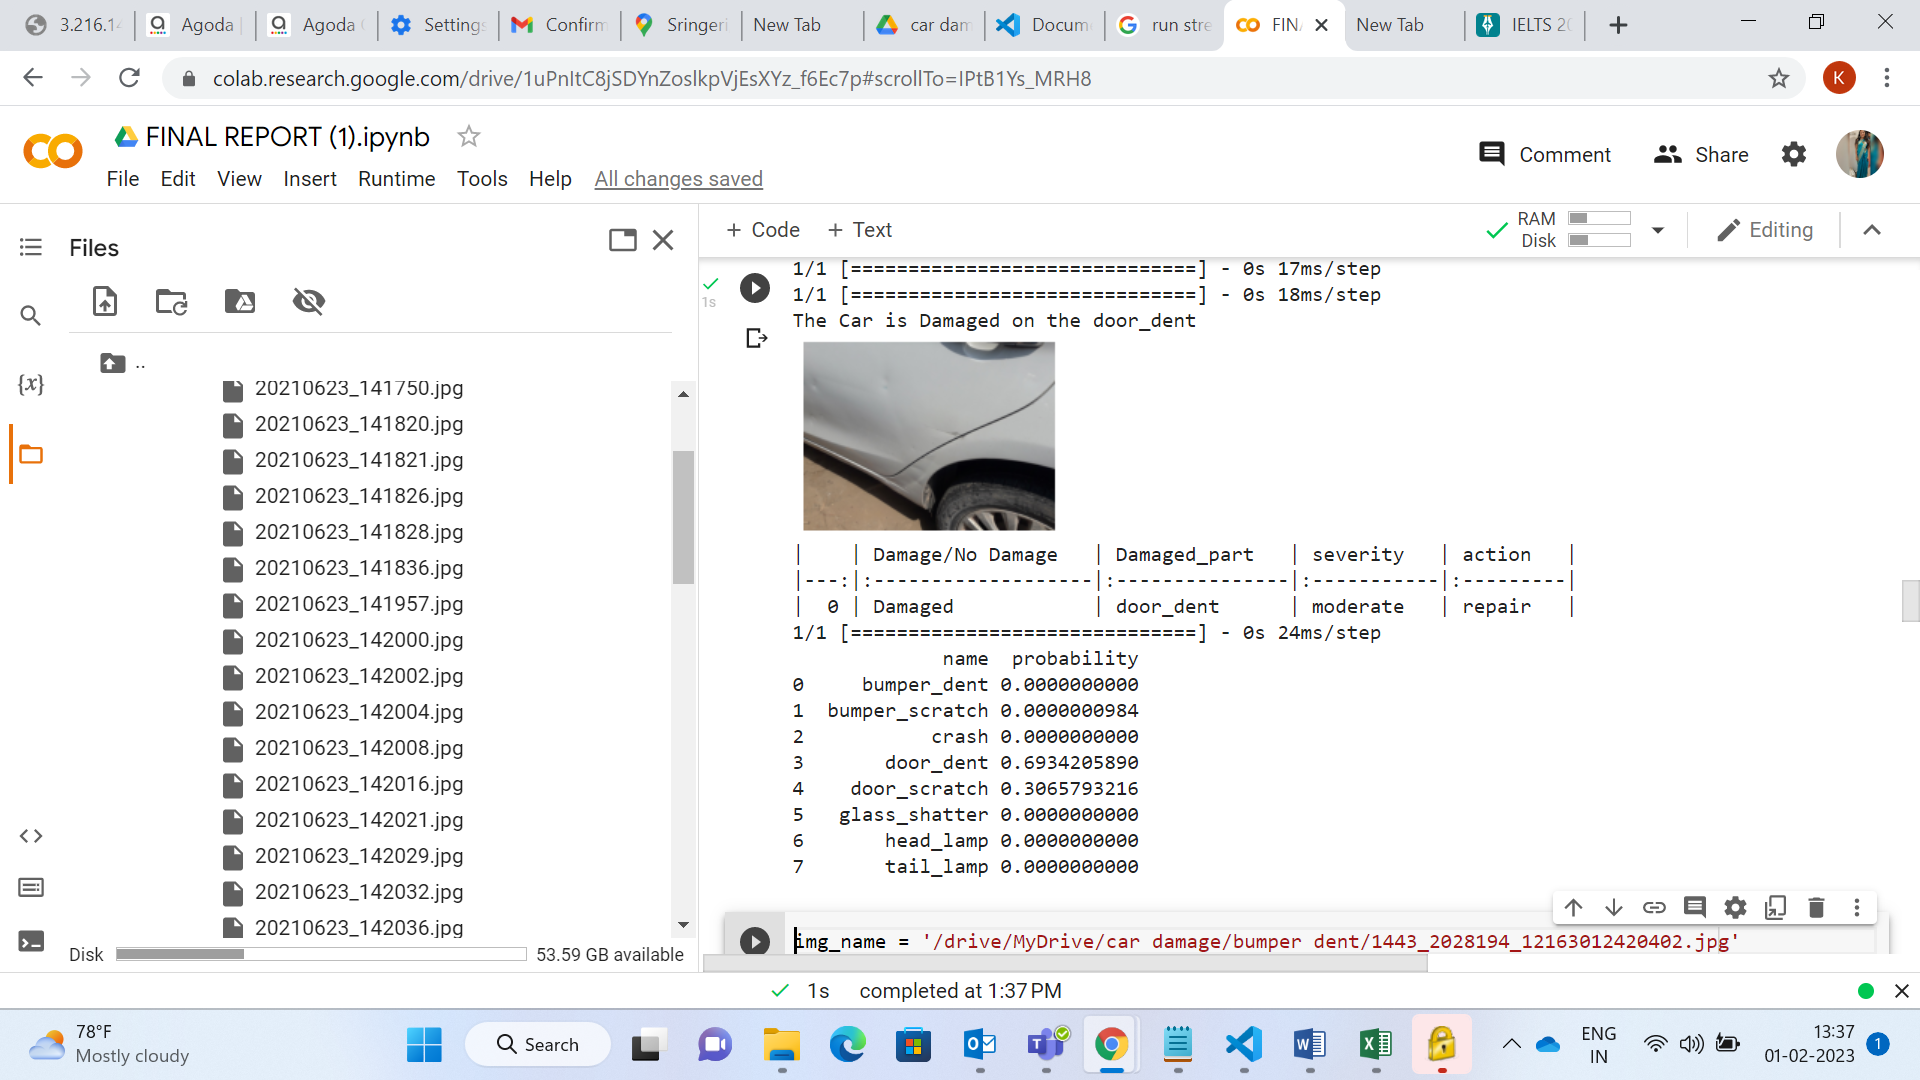 3.216.14
Agoda |
Agoda (
Settings
Confirm
Sringeri
New Tab
car dam
Docume
run stre
FIN
New Tab
IELTS 20
colab.research.google.com/drive/1uPnItC8jSDYnZoslkpVjEsXYz_f6Ec7p#scrollTo=IPtB1Ys_MRH8
K
FINAL REPORT (1).ipynb
Comment
Share
File Edit View Insert Runtime Tools Help All changes saved
Files
+ Code + Text
RAM
Disk
Editing
..
20210623_141750.jpg
20210623_141820.jpg
20210623_141821.jpg
20210623_141826.jpg
20210623_141828.jpg
20210623_141836.jpg
20210623_141957.jpg
20210623_142000.jpg
20210623_142002.jpg
20210623_142004.jpg
20210623_142008.jpg
20210623_142016.jpg
20210623_142021.jpg
20210623_142029.jpg
20210623_142032.jpg
20210623_142036.jpg
Disk 53.59 GB available
1s
1/1 [==============================] - 0s 17ms/step
1/1 [==============================] - 0s 18ms/step
The Car is Damaged on the door_dent
|    | Damage/No Damage   | Damaged_part   | severity   | action   |
|---:|:-------------------|:---------------|:-----------|:---------|
|  0 | Damaged            | door_dent      | moderate   | repair   |
1/1 [==============================] - 0s 24ms/step
name probability
0 bumper_dent 0.0000000000
1 bumper_scratch 0.0000000984
2 crash 0.0000000000
3 door_dent 0.6934205890
4 door_scratch 0.3065793216
5 glass_shatter 0.0000000000
6 head_lamp 0.0000000000
7 tail_lamp 0.0000000000
img_name = '/drive/MyDrive/car damage/bumper dent/1443_2028194_12163012420402.jpg'
1s completed at 1:37 PM
78°F
Mostly cloudy
Search
ENG
IN
13:37
01-02-2023
1